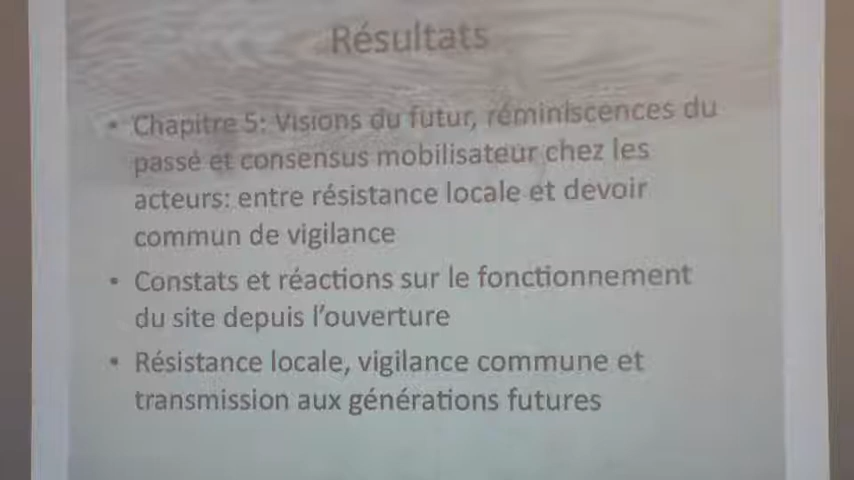 Résultats
• Chapitre 5: Visions du futur, réminiscences du
passé et consensus mobilisateur chez les
acteurs: entre résistance locale et devoir
commun de vigilance
• Constats et réactions sur le fonctionnement
du site depuis l’ouverture
• Résistance locale, vigilance commune et
transmission aux générations futures